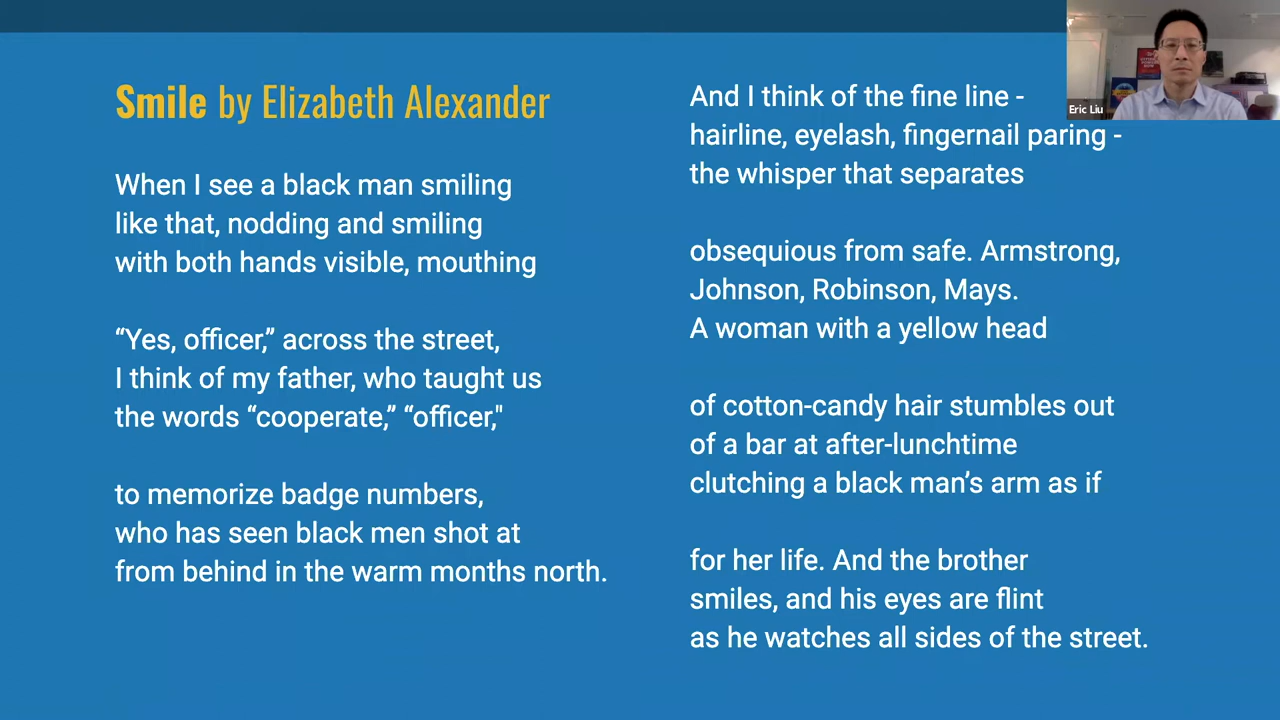 Smile by Elizabeth Alexander
When I see a black man smiling
like that, nodding and smiling
with both hands visible, mouthing
“Yes, officer,” across the street,
I think of my father, who taught us
the words “cooperate,” “officer,"
to memorize badge numbers,
who has seen black men shot at
from behind in the warm months north.
And I think of the fine line -
hairline, eyelash, fingernail paring -
the whisper that separates
obsequious from safe. Armstrong,
Johnson, Robinson, Mays.
A woman with a yellow head
of cotton-candy hair stumbles out
of a bar at after-lunchtime
clutching a black man’s arm as if
for her life. And the brother
smiles, and his eyes are flint
as he watches all sides of the street.
Eric Liu